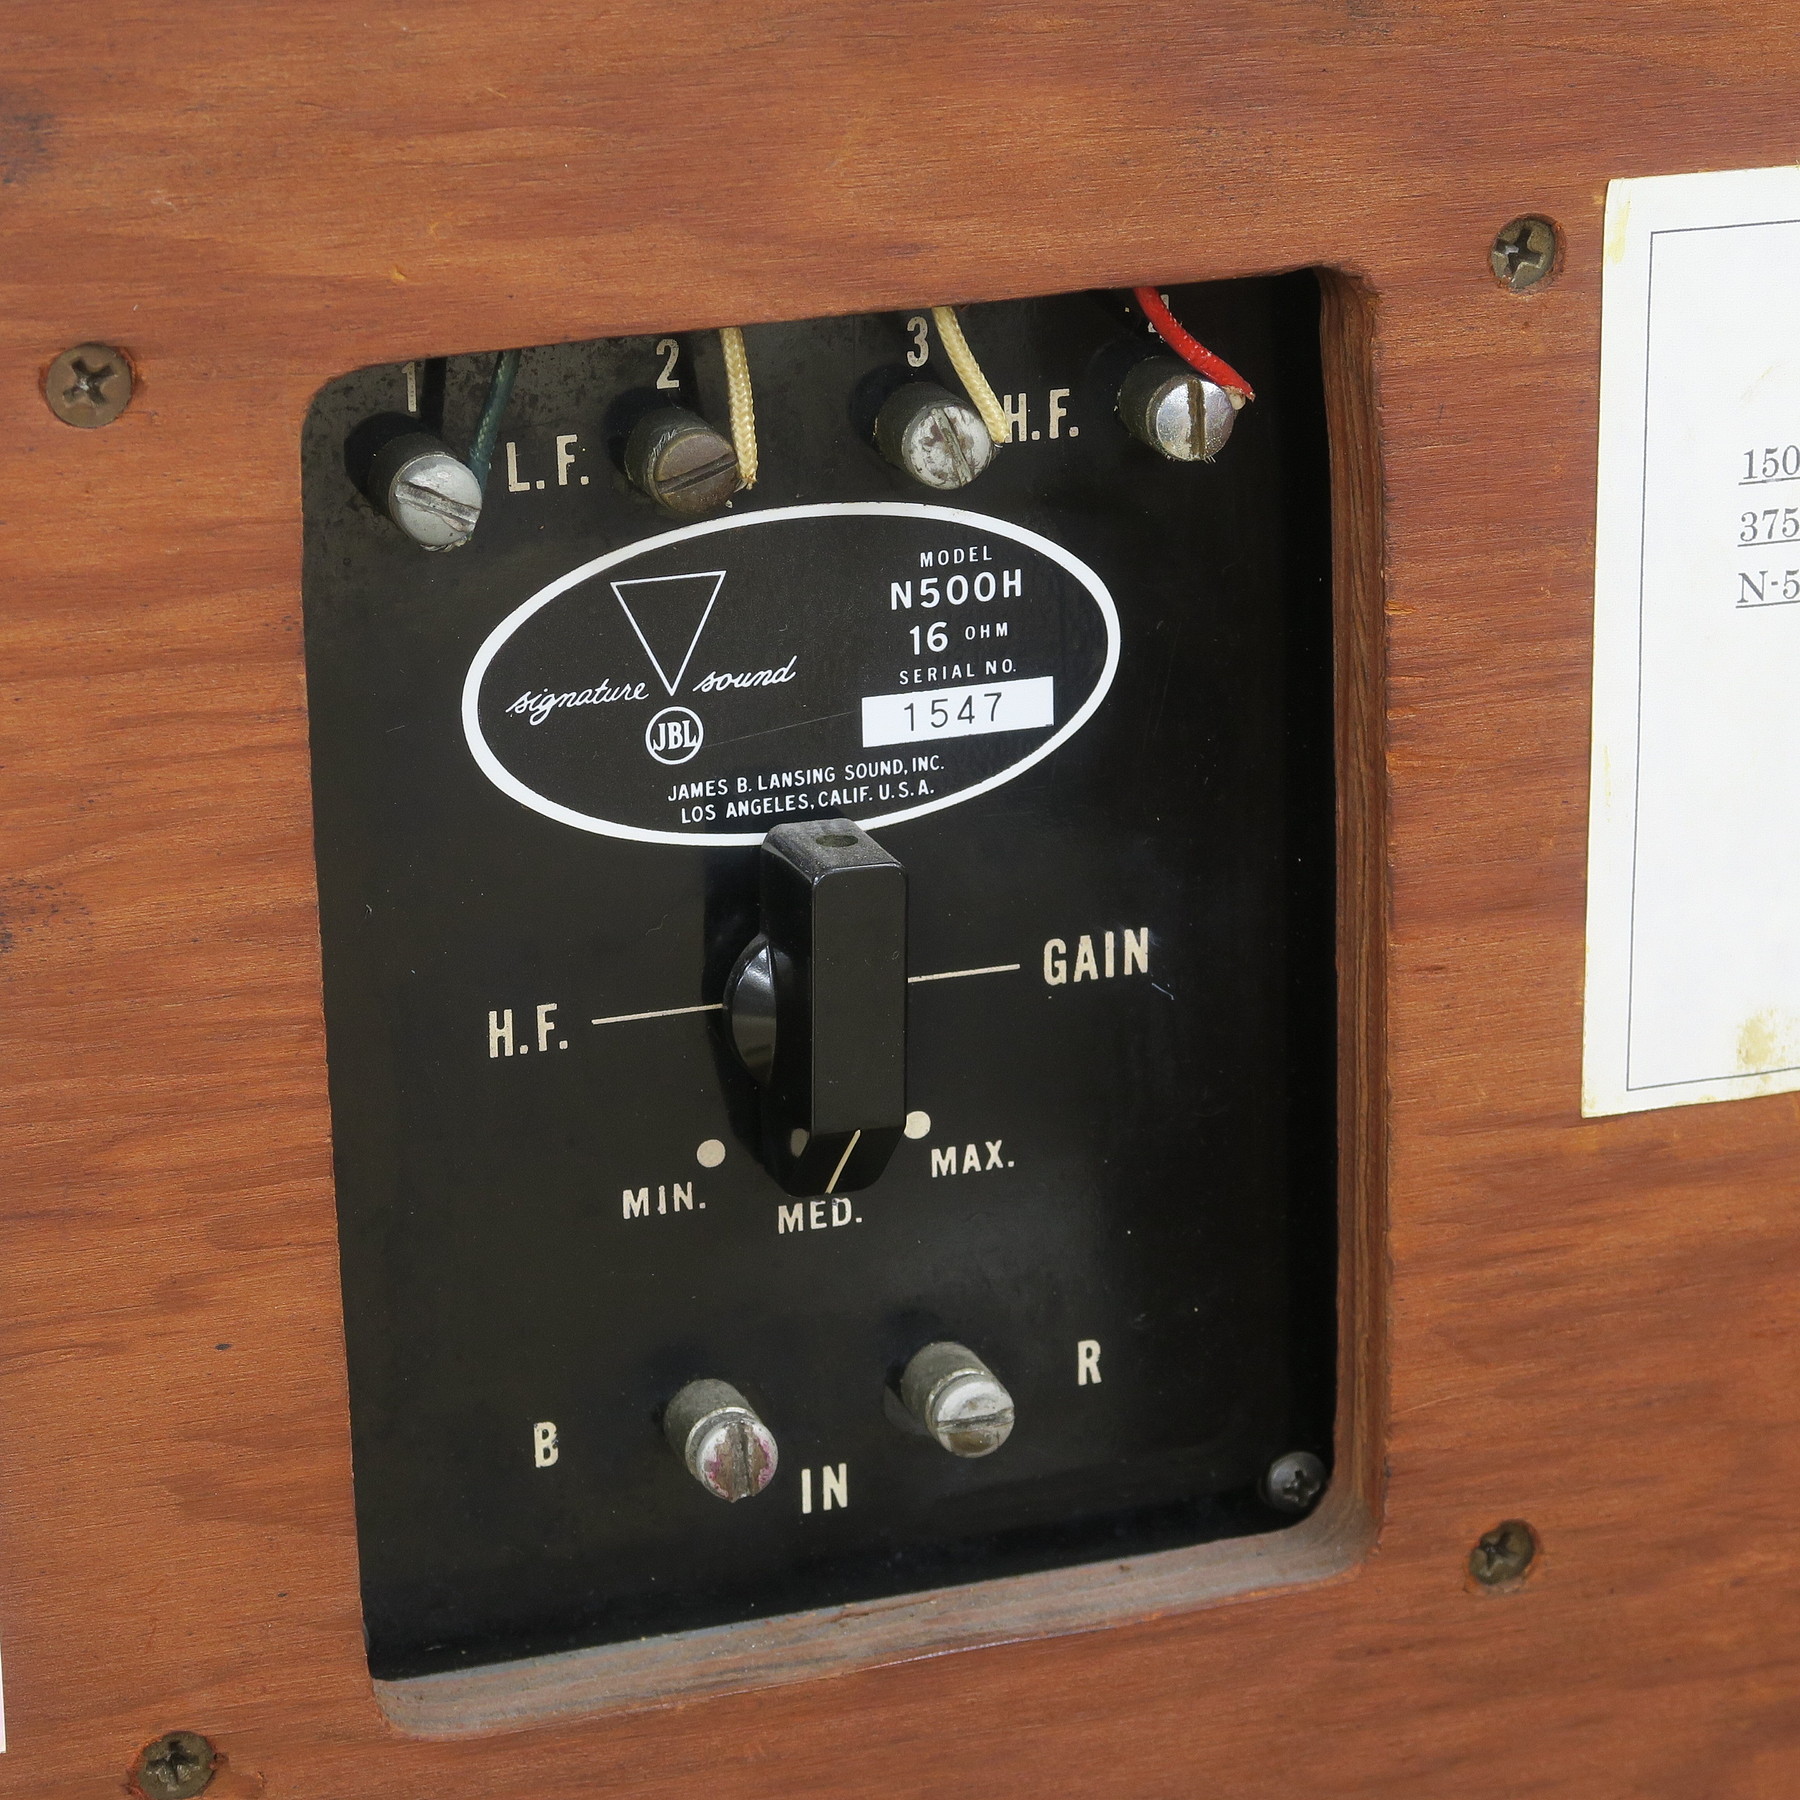 1 2 3
L.F. H.F.
MODEL
N500H
16 OHM
SERIAL NO.
1547
signature sound
JBL
JAMES B. LANSING SOUND, INC.
LOS ANGELES, CALIF. U.S.A.
H.F. GAIN
MIN. MED. MAX.
B IN R
150
375
N-5